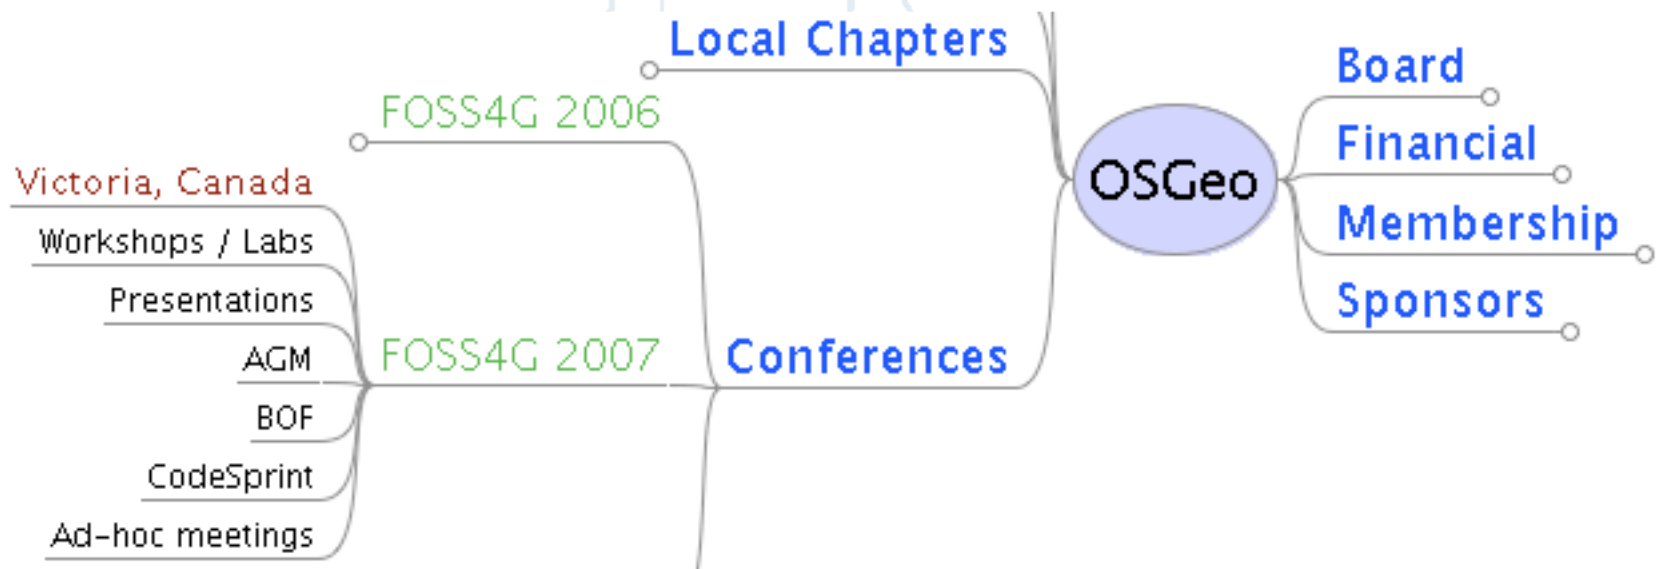 Local Chapters
FOSS4G 2006
Victoria, Canada
Workshops / Labs
Presentations
AGM
BOF
CodeSprint
Ad-hoc meetings
FOSS4G 2007
Conferences
OSGeo
Board
Financial
Membership
Sponsors